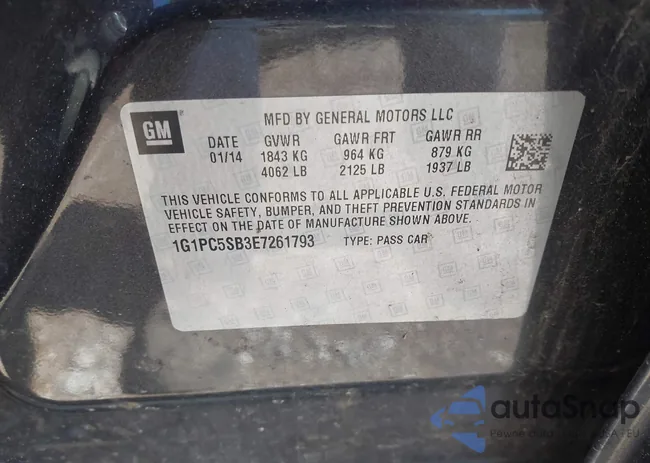 MFD BY GENERAL MOTORS LLC
GM
DATE GVWR GAWR FRT GAWR RR
01/14 1843 KG 964 KG 879 KG
4062 LB 2125 LB 1937 LB
THIS VEHICLE CONFORMS TO ALL APPLICABLE U.S. FEDERAL MOTOR
VEHICLE SAFETY, BUMPER, AND THEFT PREVENTION STANDARDS IN
EFFECT ON THE DATE OF MANUFACTURE SHOWN ABOVE.
1G1PC5SB3E7261793 TYPE: PASS CAR
autoSnap
Pewne auto